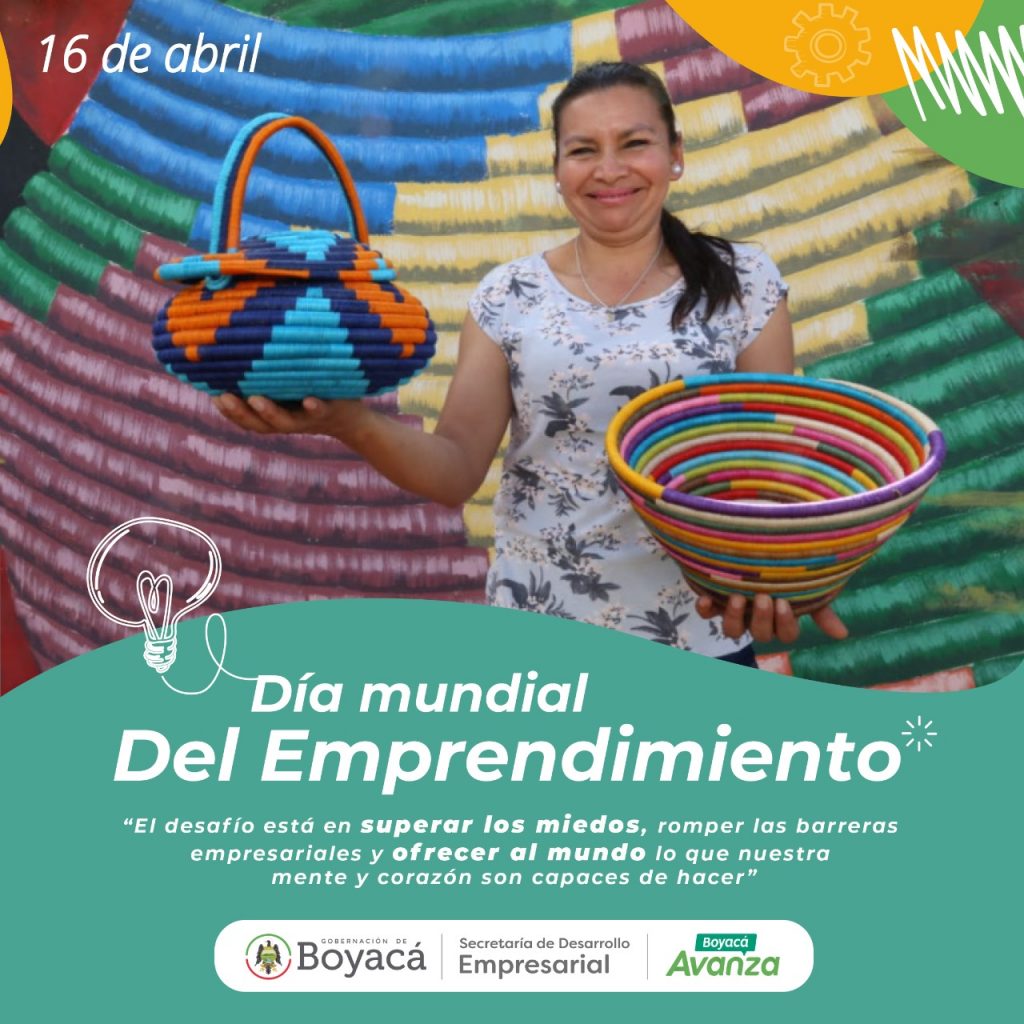 16 de abril
Día mundial
Del Emprendimiento
“El desafío está en superar los miedos, romper las barreras
empresariales y ofrecer al mundo lo que nuestra
mente y corazón son capaces de hacer”
GOBERNACIÓN DE
Boyacá
Secretaría de Desarrollo
Empresarial
Boyacá
Avanza